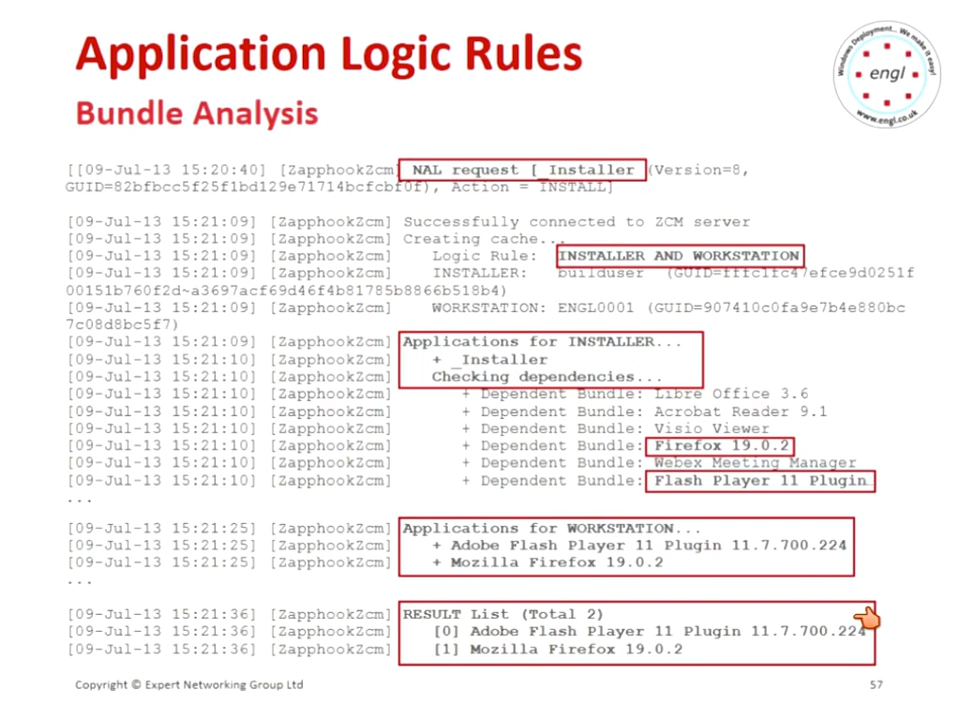 Application Logic Rules
Bundle Analysis
Windows Deployment... We make it easy!
engl
www.engl.co.uk
[[09-Jul-13 15:20:40] [ZapphookZcm] NAL request [_Installer (Version=8,
GUID=82bfbcc5f25f1bd129e71714bcfcbf0f), Action = INSTALL]
[09-Jul-13 15:21:09] [ZapphookZcm] Successfully connected to ZCM server
[09-Jul-13 15:21:09] [ZapphookZcm] Creating cache...
[09-Jul-13 15:21:09] [ZapphookZcm] Logic Rule: INSTALLER AND WORKSTATION
[09-Jul-13 15:21:09] [ZapphookZcm] INSTALLER: builduser (GUID=fffc1fc47efce9d0251f
00151b760f2d~a3697acf69d46f4b81785b8866b518b4)
[09-Jul-13 15:21:09] [ZapphookZcm] WORKSTATION: ENGL0001 (GUID=907410c0fa9e7b4e880bc
7c08d8bc5f7)
[09-Jul-13 15:21:09] [ZapphookZcm] Applications for INSTALLER...
[09-Jul-13 15:21:10] [ZapphookZcm] + _Installer
[09-Jul-13 15:21:10] [ZapphookZcm] Checking dependencies...
[09-Jul-13 15:21:10] [ZapphookZcm] + Dependent Bundle: Libre Office 3.6
[09-Jul-13 15:21:10] [ZapphookZcm] + Dependent Bundle: Acrobat Reader 9.1
[09-Jul-13 15:21:10] [ZapphookZcm] + Dependent Bundle: Visio Viewer
[09-Jul-13 15:21:10] [ZapphookZcm] + Dependent Bundle: Firefox 19.0.2
[09-Jul-13 15:21:10] [ZapphookZcm] + Dependent Bundle: Webex Meeting Manager
[09-Jul-13 15:21:10] [ZapphookZcm] + Dependent Bundle: Flash Player 11 Plugin
...
[09-Jul-13 15:21:25] [ZapphookZcm] Applications for WORKSTATION...
[09-Jul-13 15:21:25] [ZapphookZcm] + Adobe Flash Player 11 Plugin 11.7.700.224
[09-Jul-13 15:21:25] [ZapphookZcm] + Mozilla Firefox 19.0.2
...
[09-Jul-13 15:21:36] [ZapphookZcm] RESULT List (Total 2)
[09-Jul-13 15:21:36] [ZapphookZcm] [0] Adobe Flash Player 11 Plugin 11.7.700.224
[09-Jul-13 15:21:36] [ZapphookZcm] [1] Mozilla Firefox 19.0.2
Copyright © Expert Networking Group Ltd
57